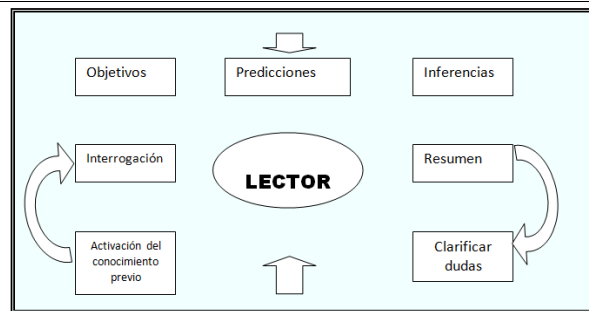 Objetivos
Predicciones
Inferencias
Interrogación
LECTOR
Resumen
Activación del
conocimiento
previo
Clarificar
dudas